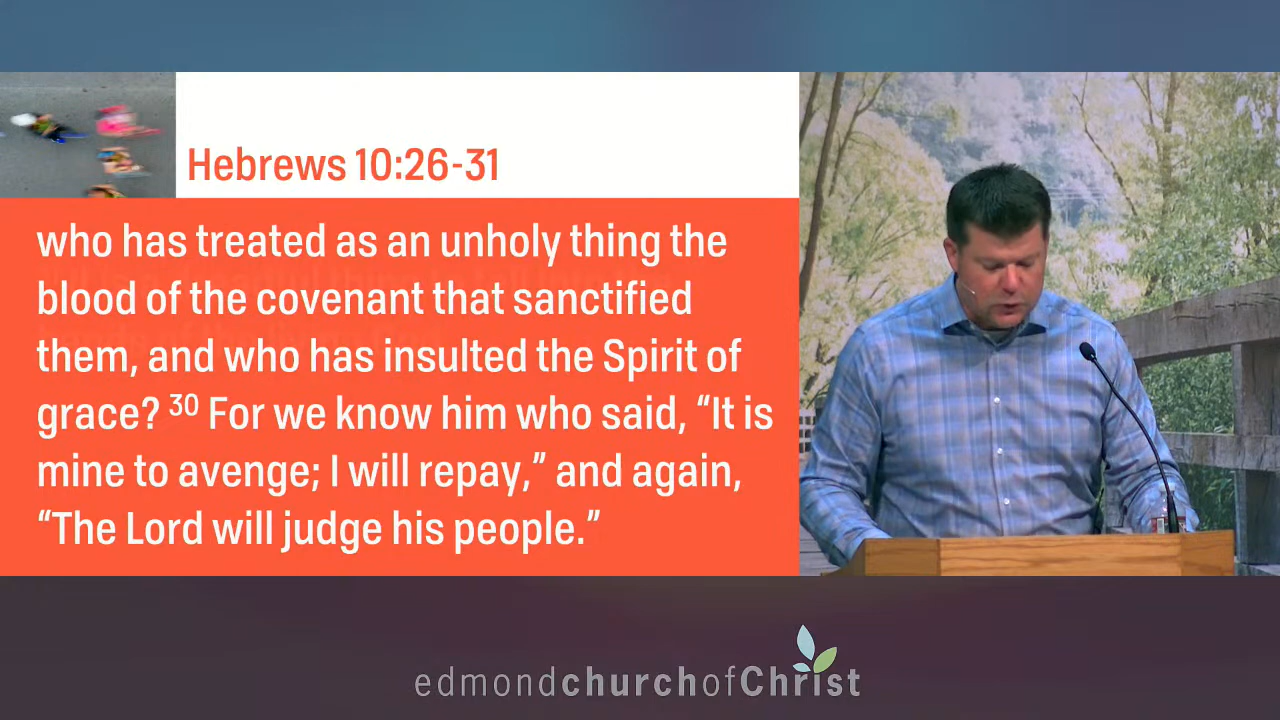 Hebrews 10:26-31
who has treated as an unholy thing the
blood of the covenant that sanctified
them, and who has insulted the Spirit of
grace? 30 For we know him who said, “It is
mine to avenge; I will repay,” and again,
“The Lord will judge his people.”
edmondchurchofChrist